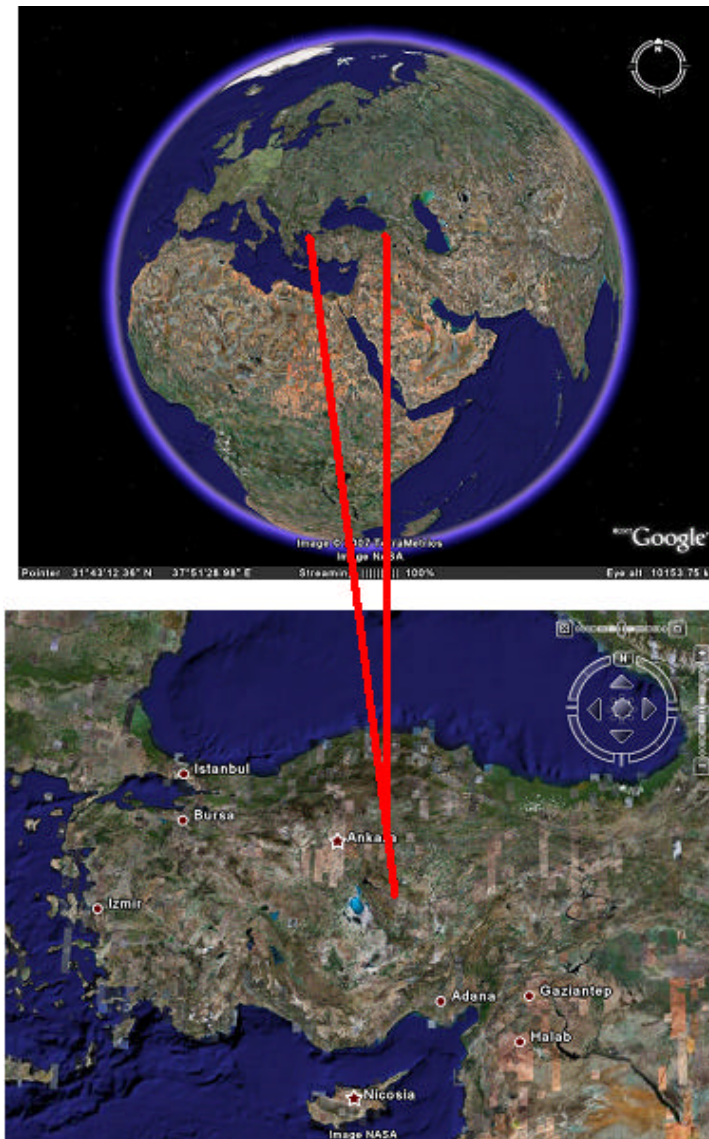 N
©2007 Google
Image © 2007 TerraMetrics
Image NASA
Pointer 31°43'12.36" N 37°51'28.98" E Streaming |||||||||| 100% Eye alt 10153.75 k
N
Istanbul
Bursa
Ankara
Izmir
Adana
Gaziantep
Halab
Nicosia
Image NASA